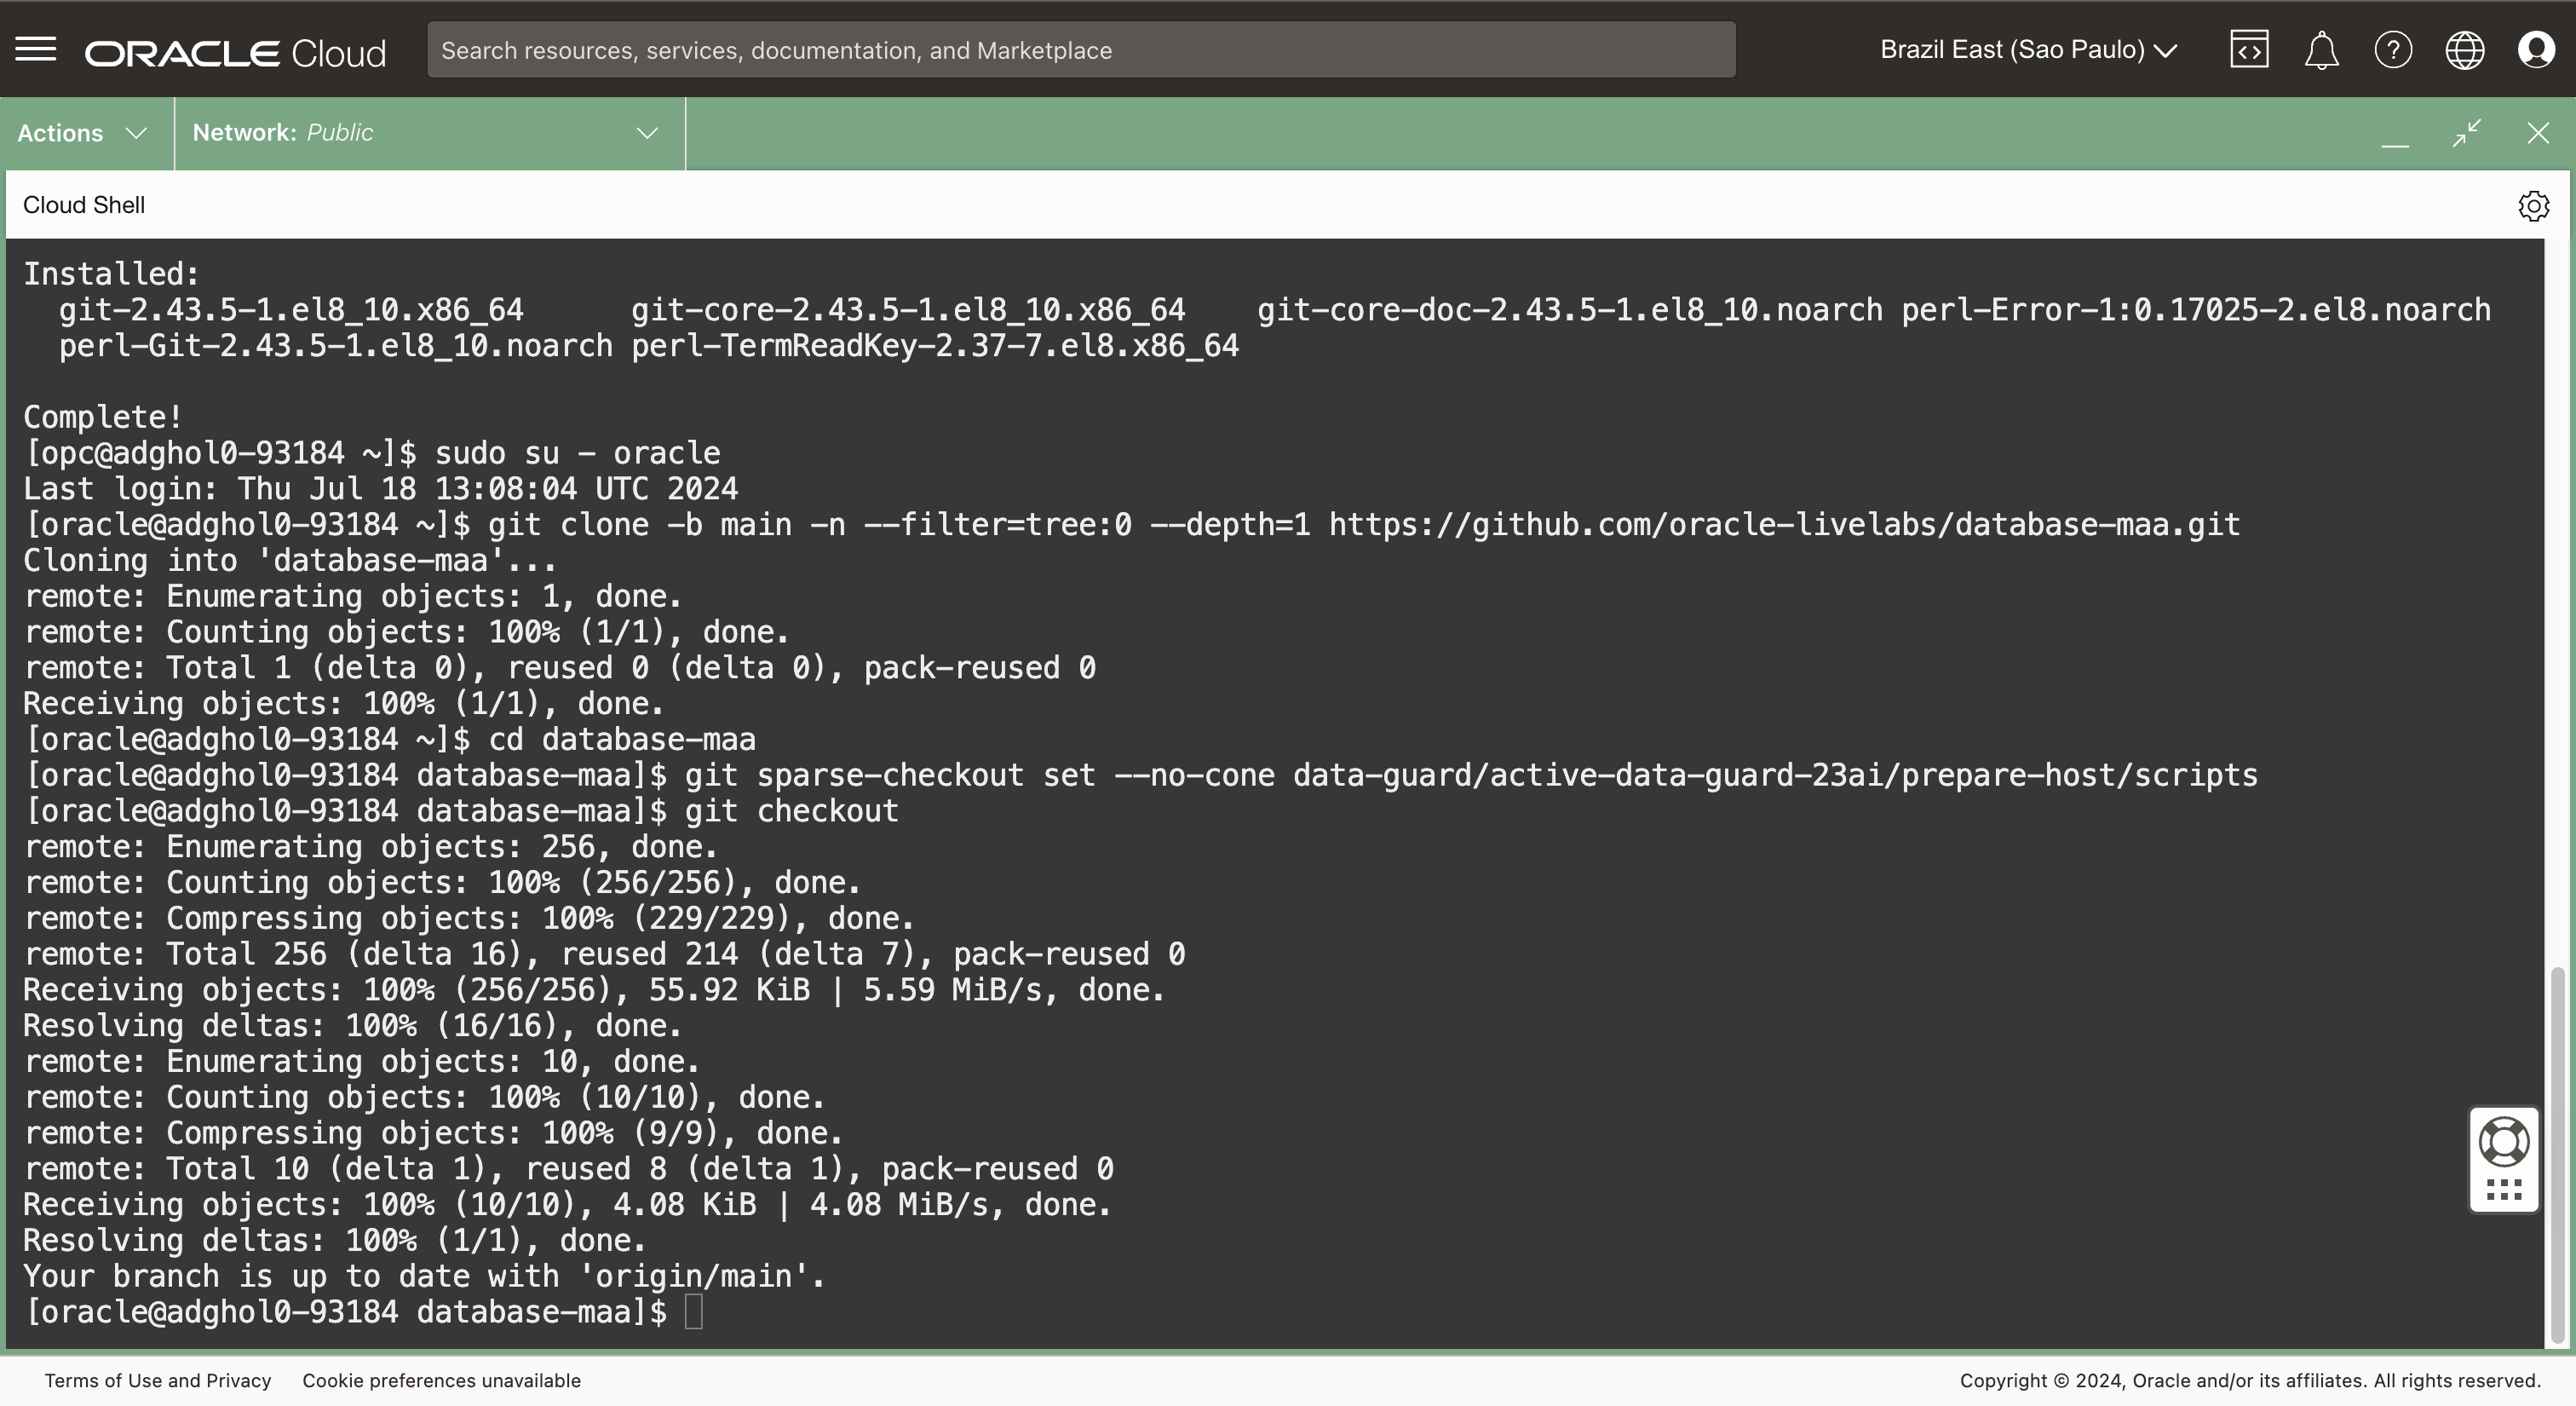 ORACLE Cloud
Search resources, services, documentation, and Marketplace
Brazil East (Sao Paulo)
Actions
Network: Public
Cloud Shell
Installed:
  git-2.43.5-1.el8_10.x86_64      git-core-2.43.5-1.el8_10.x86_64    git-core-doc-2.43.5-1.el8_10.noarch perl-Error-1:0.17025-2.el8.noarch
  perl-Git-2.43.5-1.el8_10.noarch perl-TermReadKey-2.37-7.el8.x86_64
Complete!
[opc@adghol0-93184 ~]$ sudo su - oracle
Last login: Thu Jul 18 13:08:04 UTC 2024
[oracle@adghol0-93184 ~]$ git clone -b main -n --filter=tree:0 --depth=1 https://github.com/oracle-livelabs/database-maa.git
Cloning into 'database-maa'...
remote: Enumerating objects: 1, done.
remote: Counting objects: 100% (1/1), done.
remote: Total 1 (delta 0), reused 0 (delta 0), pack-reused 0
Receiving objects: 100% (1/1), done.
[oracle@adghol0-93184 ~]$ cd database-maa
[oracle@adghol0-93184 database-maa]$ git sparse-checkout set --no-cone data-guard/active-data-guard-23ai/prepare-host/scripts
[oracle@adghol0-93184 database-maa]$ git checkout
remote: Enumerating objects: 256, done.
remote: Counting objects: 100% (256/256), done.
remote: Compressing objects: 100% (229/229), done.
remote: Total 256 (delta 16), reused 214 (delta 7), pack-reused 0
Receiving objects: 100% (256/256), 55.92 KiB | 5.59 MiB/s, done.
Resolving deltas: 100% (16/16), done.
remote: Enumerating objects: 10, done.
remote: Counting objects: 100% (10/10), done.
remote: Compressing objects: 100% (9/9), done.
remote: Total 10 (delta 1), reused 8 (delta 1), pack-reused 0
Receiving objects: 100% (10/10), 4.08 KiB | 4.08 MiB/s, done.
Resolving deltas: 100% (1/1), done.
Your branch is up to date with 'origin/main'.
[oracle@adghol0-93184 database-maa]$
Terms of Use and Privacy
Cookie preferences unavailable
Copyright © 2024, Oracle and/or its affiliates. All rights reserved.